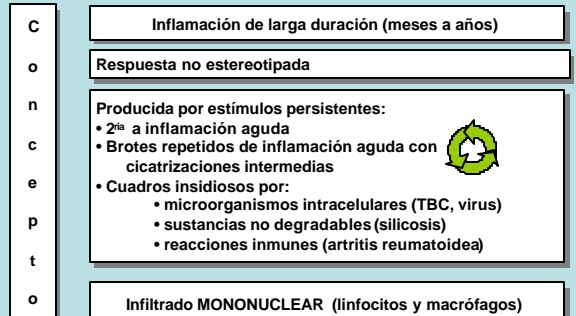 Concepto
Inflamación de larga duración (meses a años)
Respuesta no estereotipada
Producida por estímulos persistentes:
• 2ria a inflamación aguda
• Brotes repetidos de inflamación aguda con
cicatrizaciones intermedias
• Cuadros insidiosos por:
• microorganismos intracelulares (TBC, virus)
• sustancias no degradables (silicosis)
• reacciones inmunes (artritis reumatoidea)
Infiltrado MONONUCLEAR (linfocitos y macrófagos)